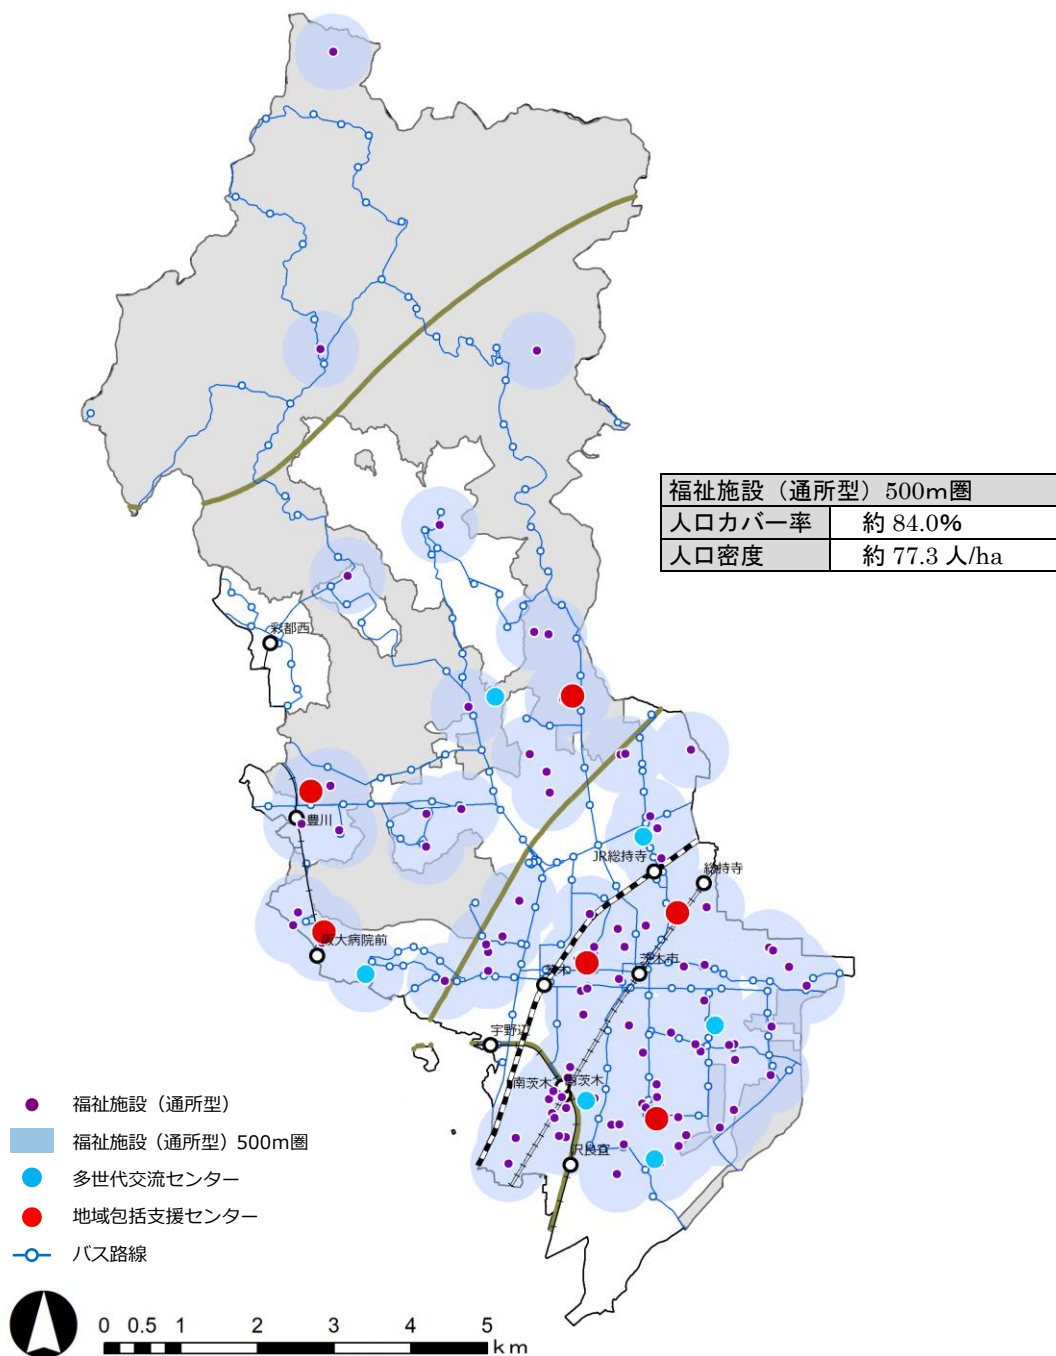 福祉施設（通所型）500m圏
人口カバー率 約 84.0%
人口密度 約 77.3 人/ha
彩都西
豊川
JR総持寺
総持寺
阪大病院前
茨木
茨木市
宇野辺
南茨木
南茨木
沢良宜
福祉施設（通所型）
福祉施設（通所型）500m圏
多世代交流センター
地域包括支援センター
バス路線
0 0.5 1 2 3 4 5
km